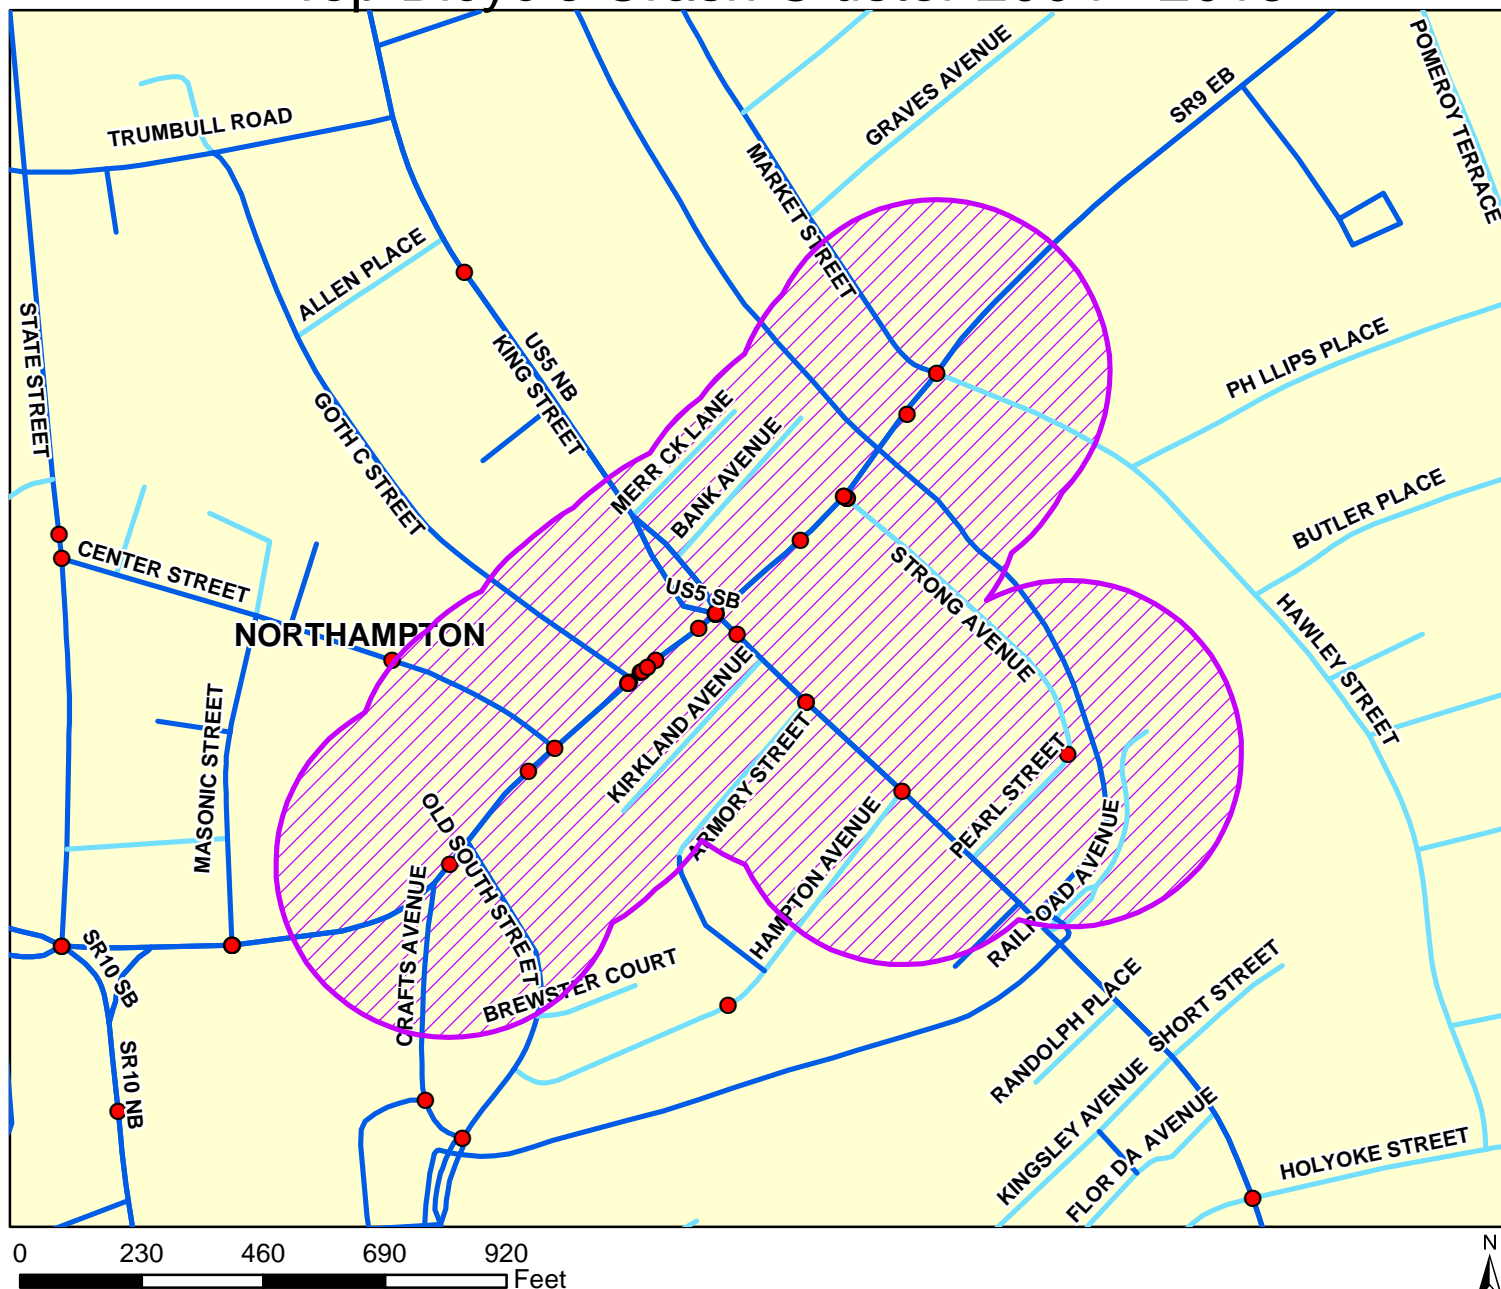 POMEROY TERRACE
GRAVES AVENUE
SR9 EB
TRUMBULL ROAD
MARKET STREET
ALLEN PLACE
STATE STREET
US5 NB
KING STREET
PH LLIPS PLACE
GOTH C STREET
MERR CK LANE
BANK AVENUE
BUTLER PLACE
CENTER STREET
US5 SB
STRONG AVENUE
HAWLEY STREET
NORTHAMPTON
KIRKLAND AVENUE
MASONIC STREET
ARMORY STREET
PEARL STREET
OLD SOUTH STREET
HAMPTON AVENUE
RAILROAD AVENUE
CRAFTS AVENUE
SR10 SB
BREWSTER COURT
RANDOLPH PLACE
SHORT STREET
SR10 NB
KINGSLEY AVENUE
FLOR DA AVENUE
HOLYOKE STREET
0 230 460 690 920
Feet
N